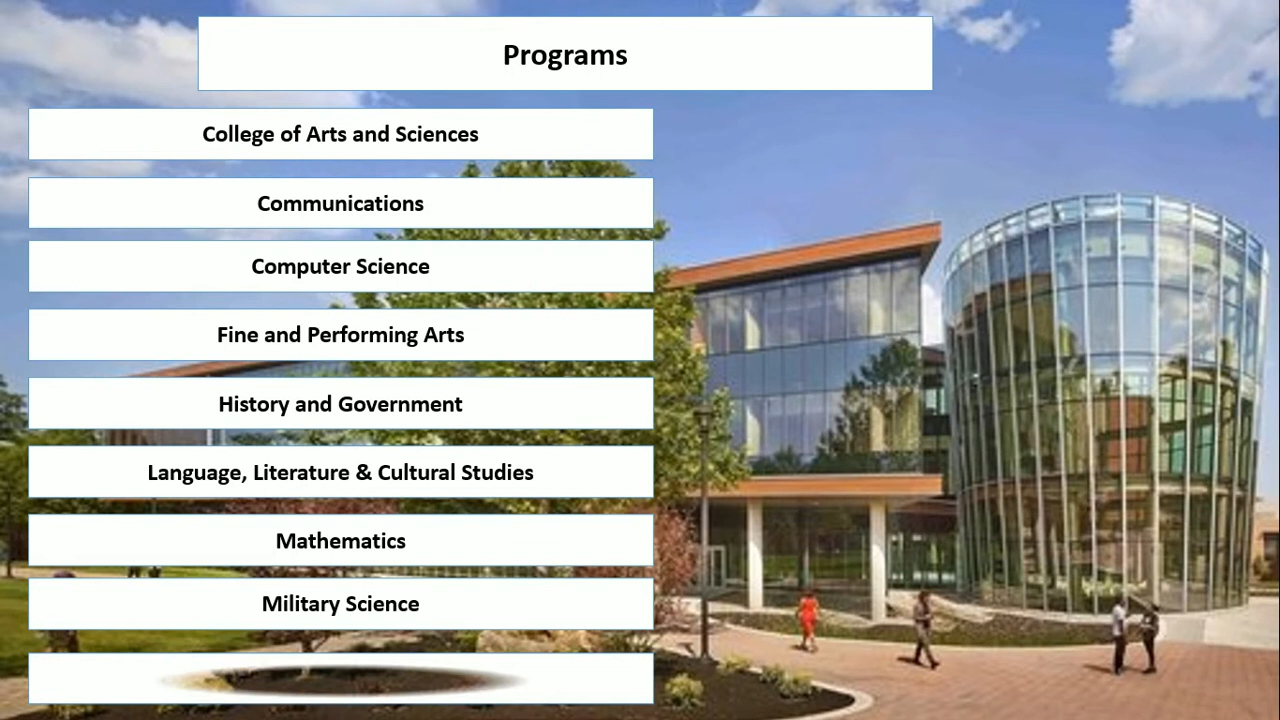 Programs
College of Arts and Sciences
Communications
Computer Science
Fine and Performing Arts
History and Government
Language, Literature & Cultural Studies
Mathematics
Military Science